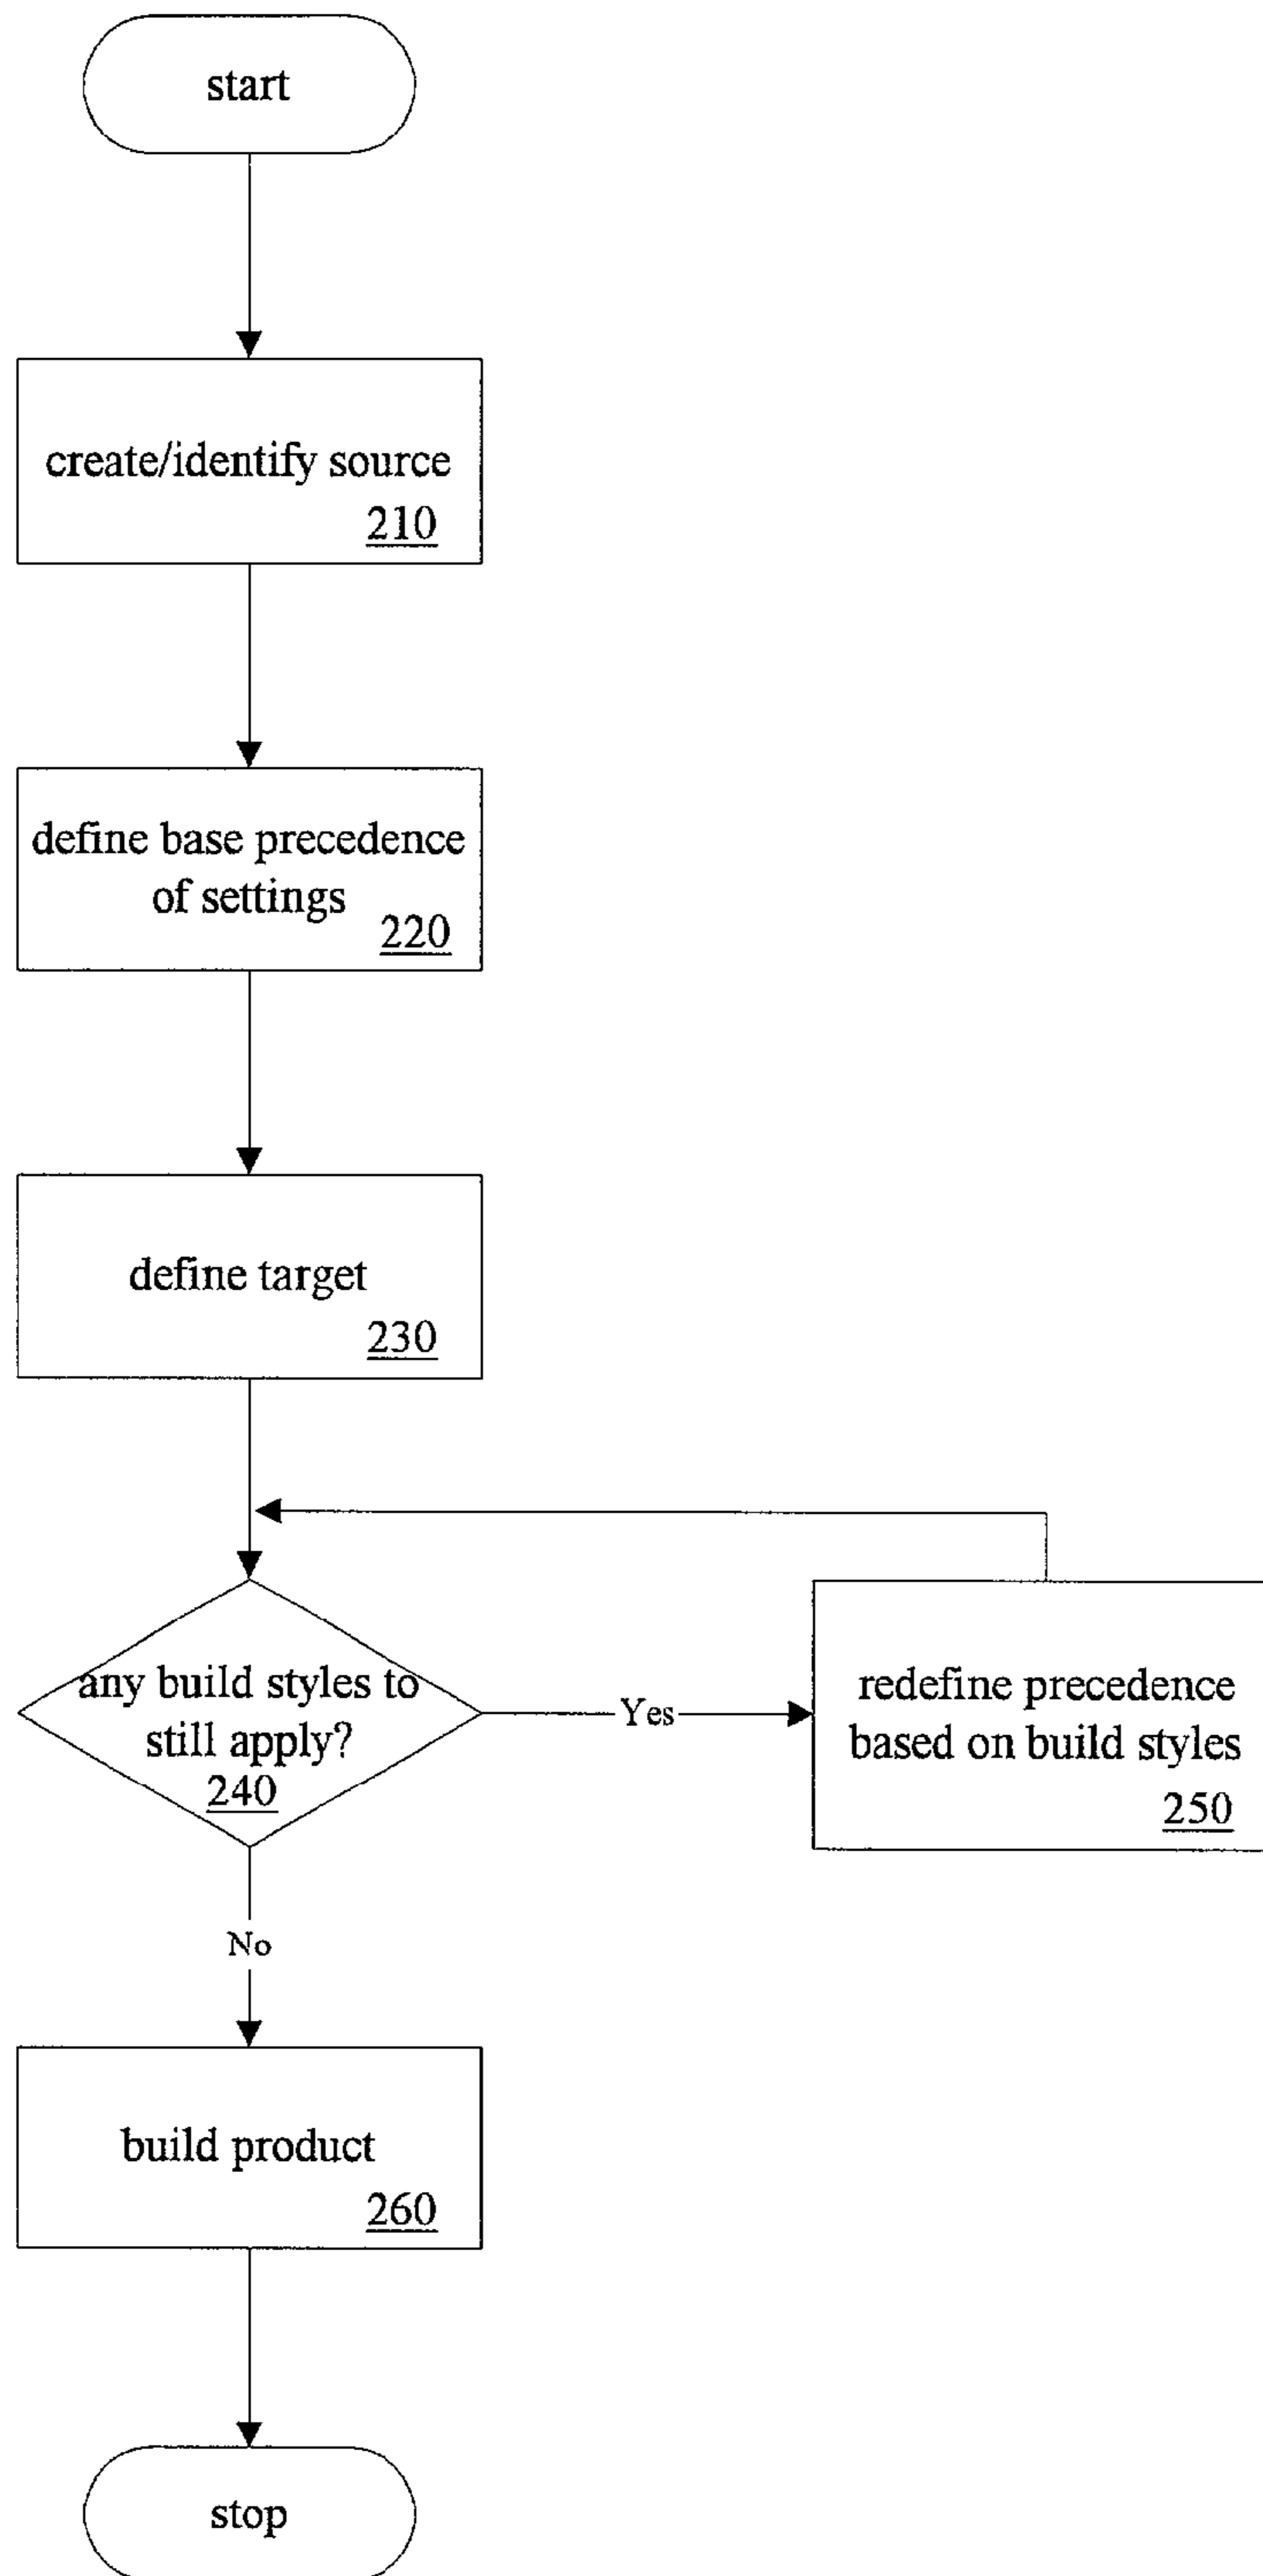 start
create/identify source
210
define base precedence
of settings
220
define target
230
any build styles to
still apply?
240
Yes
redefine precedence
based on build styles
250
No
build product
260
stop